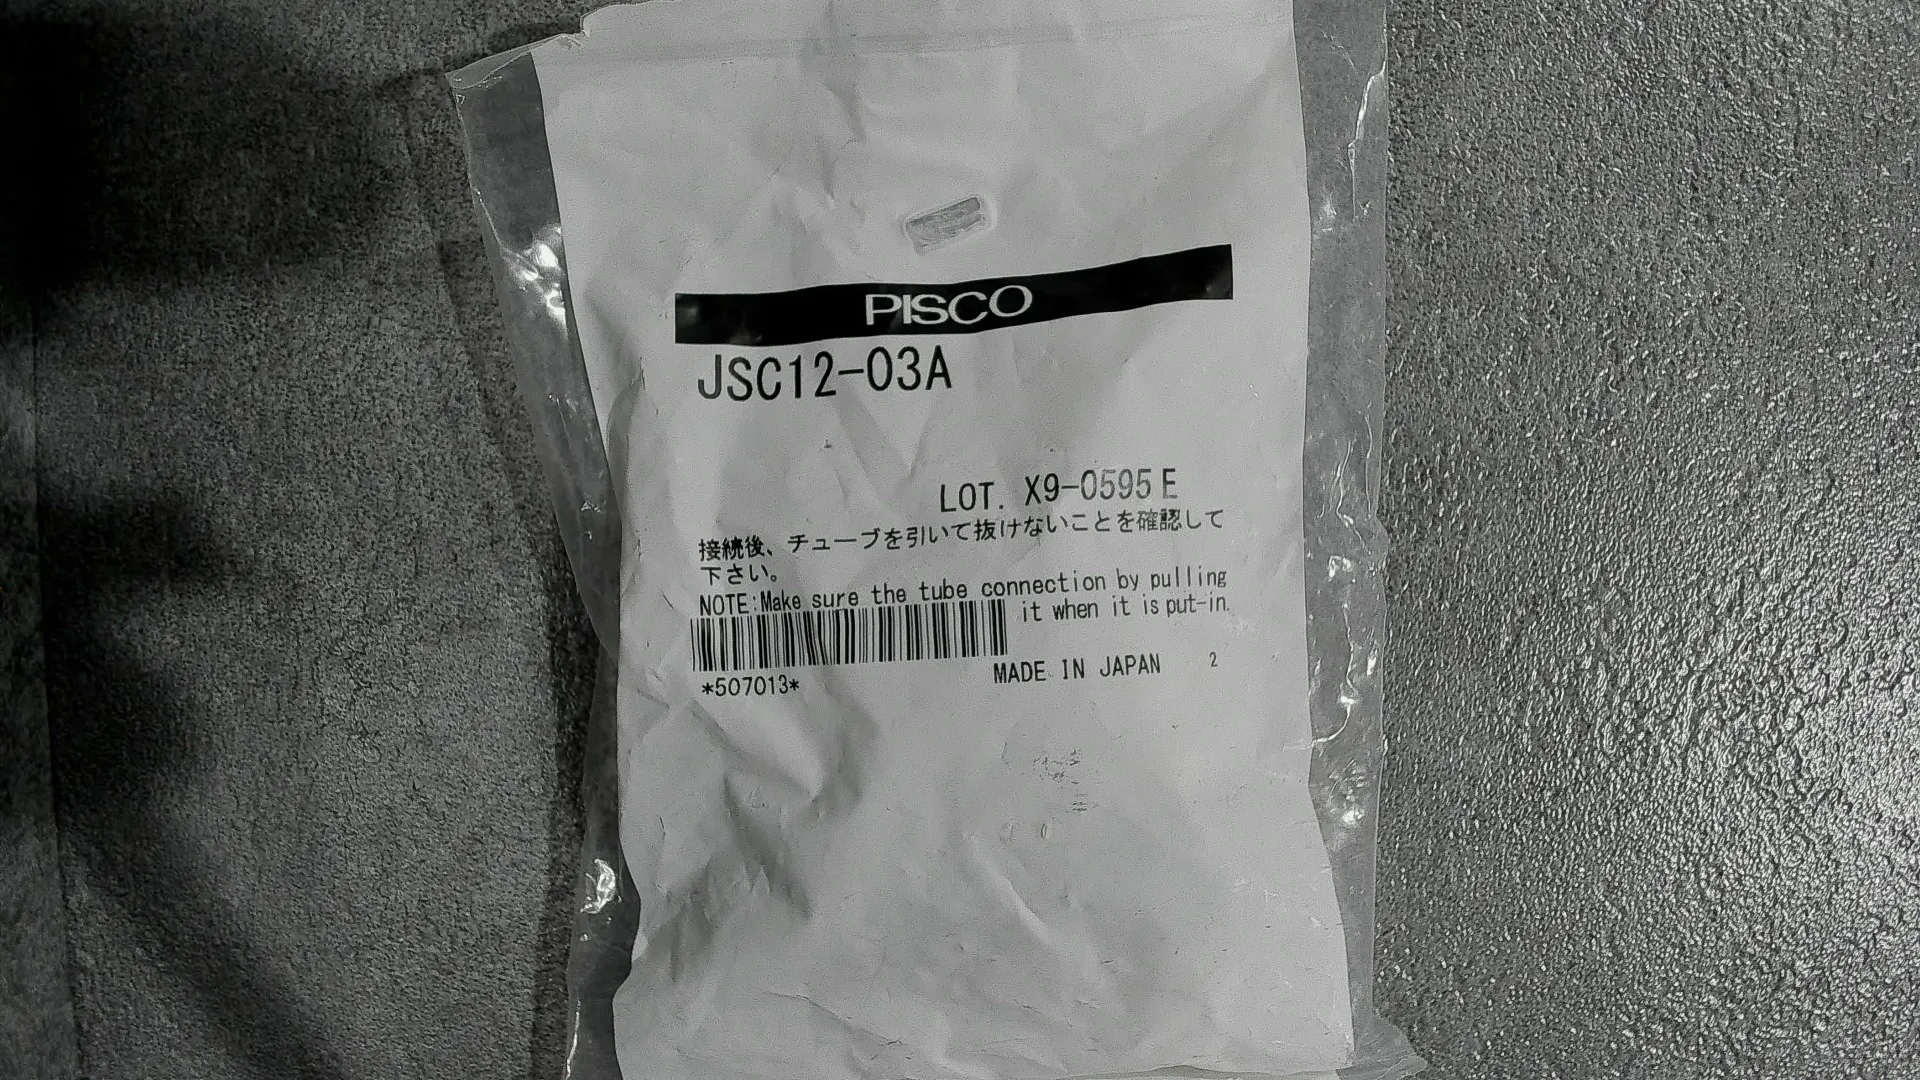 PISCO
JSC12-03A
LOT. X9-0595E
接続後、チューブを引いて抜けないことを確認して
下さい。
NOTE:Make sure the tube connection by pulling
it when it is put-in.
*507013*
MADE IN JAPAN 2